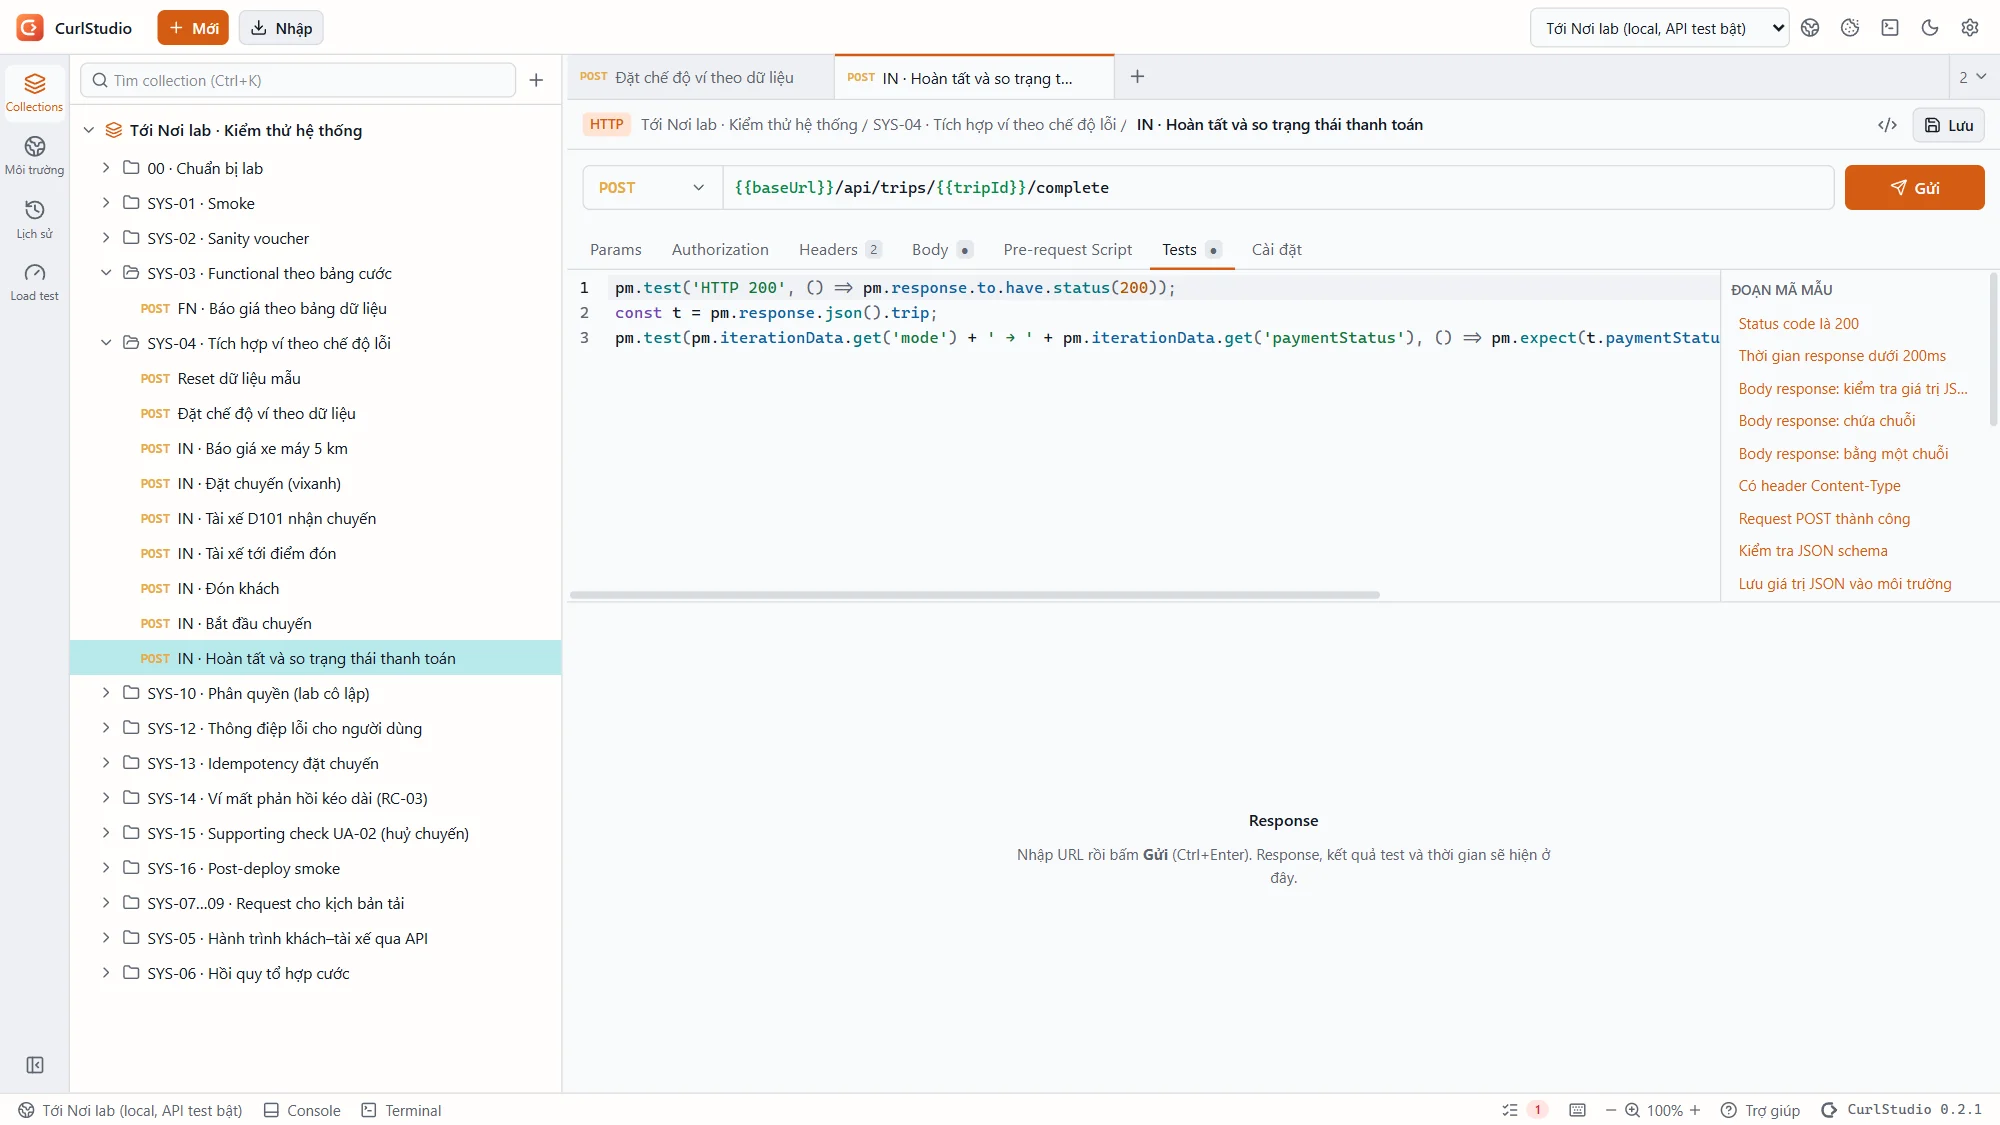 CurlStudio
Mới
Nhập
Tới Nơi lab (local, API test bật)
Collections
Môi trường
Lịch sử
Load test
Tìm collection (Ctrl+K)
Tới Nơi lab · Kiểm thử hệ thống
00 · Chuẩn bị lab
SYS-01 · Smoke
SYS-02 · Sanity voucher
SYS-03 · Functional theo bảng cước
POST FN · Báo giá theo bảng dữ liệu
SYS-04 · Tích hợp ví theo chế độ lỗi
POST Reset dữ liệu mẫu
POST Đặt chế độ ví theo dữ liệu
POST IN · Báo giá xe máy 5 km
POST IN · Đặt chuyến (vixanh)
POST IN · Tài xế D101 nhận chuyến
POST IN · Tài xế tới điểm đón
POST IN · Đón khách
POST IN · Bắt đầu chuyến
POST IN · Hoàn tất và so trạng thái thanh toán
SYS-10 · Phân quyền (lab cô lập)
SYS-12 · Thông điệp lỗi cho người dùng
SYS-13 · Idempotency đặt chuyến
SYS-14 · Ví mất phản hồi kéo dài (RC-03)
SYS-15 · Supporting check UA-02 (huỷ chuyến)
SYS-16 · Post-deploy smoke
SYS-07…09 · Request cho kịch bản tải
SYS-05 · Hành trình khách–tài xế qua API
SYS-06 · Hồi quy tổ hợp cước
POST Đặt chế độ ví theo dữ liệu
POST IN · Hoàn tất và so trạng t...
2
HTTP Tới Nơi lab · Kiểm thử hệ thống / SYS-04 · Tích hợp ví theo chế độ lỗi / IN · Hoàn tất và so trạng thái thanh toán
Lưu
POST
{{baseUrl}}/api/trips/{{tripId}}/complete
Gửi
Params
Authorization
Headers 2
Body
Pre-request Script
Tests
Cài đặt
1 pm.test('HTTP 200', () => pm.response.to.have.status(200));
2 const t = pm.response.json().trip;
3 pm.test(pm.iterationData.get('mode') + ' → ' + pm.iterationData.get('paymentStatus'), () => pm.expect(t.paymentStatu
ĐOẠN MÃ MẪU
Status code là 200
Thời gian response dưới 200ms
Body response: kiểm tra giá trị JS...
Body response: chứa chuỗi
Body response: bằng một chuỗi
Có header Content-Type
Request POST thành công
Kiểm tra JSON schema
Lưu giá trị JSON vào môi trường
Response
Nhập URL rồi bấm Gửi (Ctrl+Enter). Response, kết quả test và thời gian sẽ hiện ở
đây.
Tới Nơi lab (local, API test bật)
Console
Terminal
1
100%
Trợ giúp
CurlStudio 0.2.1